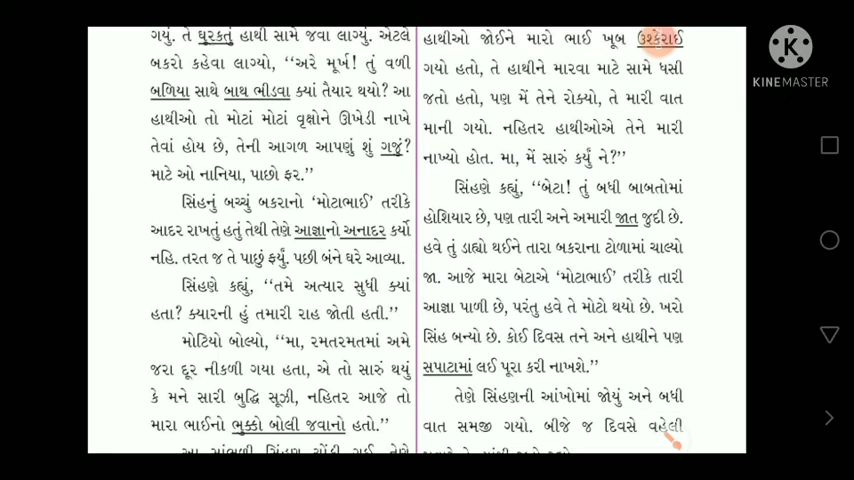 ગયું. તે ઘૂરકતું હાથી સામે જવા લાગ્યું. એટલે
બકરો કહેવા લાગ્યો, “અરે મૂર્ખ! તું વળી
બળિયા સાથે બાથ ભીડવા ક્યાં તૈયાર થયો? આ
હાથીઓ તો મોટાં મોટાં વૃક્ષોને ઊખેડી નાખે
તેવાં હોય છે, તેની આગળ આપણું શું ગજું?
માટે ઓ નાનિયા, પાછો ફર.”
સિંહનું બચ્ચું બકરાનો ‘મોટાભાઈ’ તરીકે
આદર રાખતું હતું તેથી તેણે આજ્ઞાનો અનાદર કર્યો
નહિ. તરત જ તે પાછું ફર્યું. પછી બંને ઘરે આવ્યા.
સિંહણે કહ્યું, “તમે અત્યાર સુધી ક્યાં
હતા? ક્યારની હું તમારી રાહ જોતી હતી.”
મોટિયો બોલ્યો, “મા, રમતરમતમાં અમે
જરા દૂર નીકળી ગયા હતા, એ તો સારું થયું
કે મને સારી બુદ્ધિ સૂઝી, નહિતર આજે તો
મારા ભાઈનો ભુક્કો બોલી જવાનો હતો.”
આ સાંભળી સિંહણ ચોંકી ગઈ. તેણે
હાથીઓ જોઈને મારો ભાઈ ખૂબ ઉશ્કેરાઈ
ગયો હતો, તે હાથીને મારવા માટે સામે ધસી
જતો હતો, પણ મેં તેને રોક્યો, તે મારી વાત
માની ગયો. નહિતર હાથીઓએ તેને મારી
નાખ્યો હોત. મા, મેં સારું કર્યું ને?”
સિંહણે કહ્યું, “બેટા! તું બધી બાબતોમાં
હોશિયાર છે, પણ તારી અને અમારી જાત જુદી છે.
હવે તું ડાહ્યો થઈને તારા બકરાના ટોળામાં ચાલ્યો
જા. આજે મારા બેટાએ ‘મોટાભાઈ’ તરીકે તારી
આજ્ઞા પાળી છે, પરંતુ હવે તે મોટો થયો છે. ખરો
સિંહ બન્યો છે. કોઈ દિવસ તને અને હાથીને પણ
સપાટામાં લઈ પૂરા કરી નાખશે.”
તેણે સિંહણની આંખોમાં જોયું અને બધી
વાત સમજી ગયો. બીજે જ દિવસે વહેલી
KINEMASTER